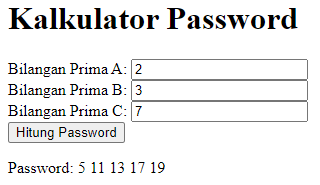 Kalkulator Password
Bilangan Prima A: 2
Bilangan Prima B: 3
Bilangan Prima C: 7
Hitung Password
Password: 5 11 13 17 19